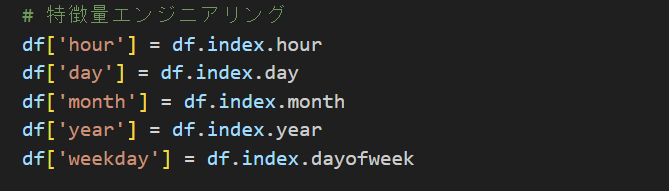 # 特徴量エンジニアリング
df['hour'] = df.index.hour
df['day'] = df.index.day
df['month'] = df.index.month
df['year'] = df.index.year
df['weekday'] = df.index.dayofweek